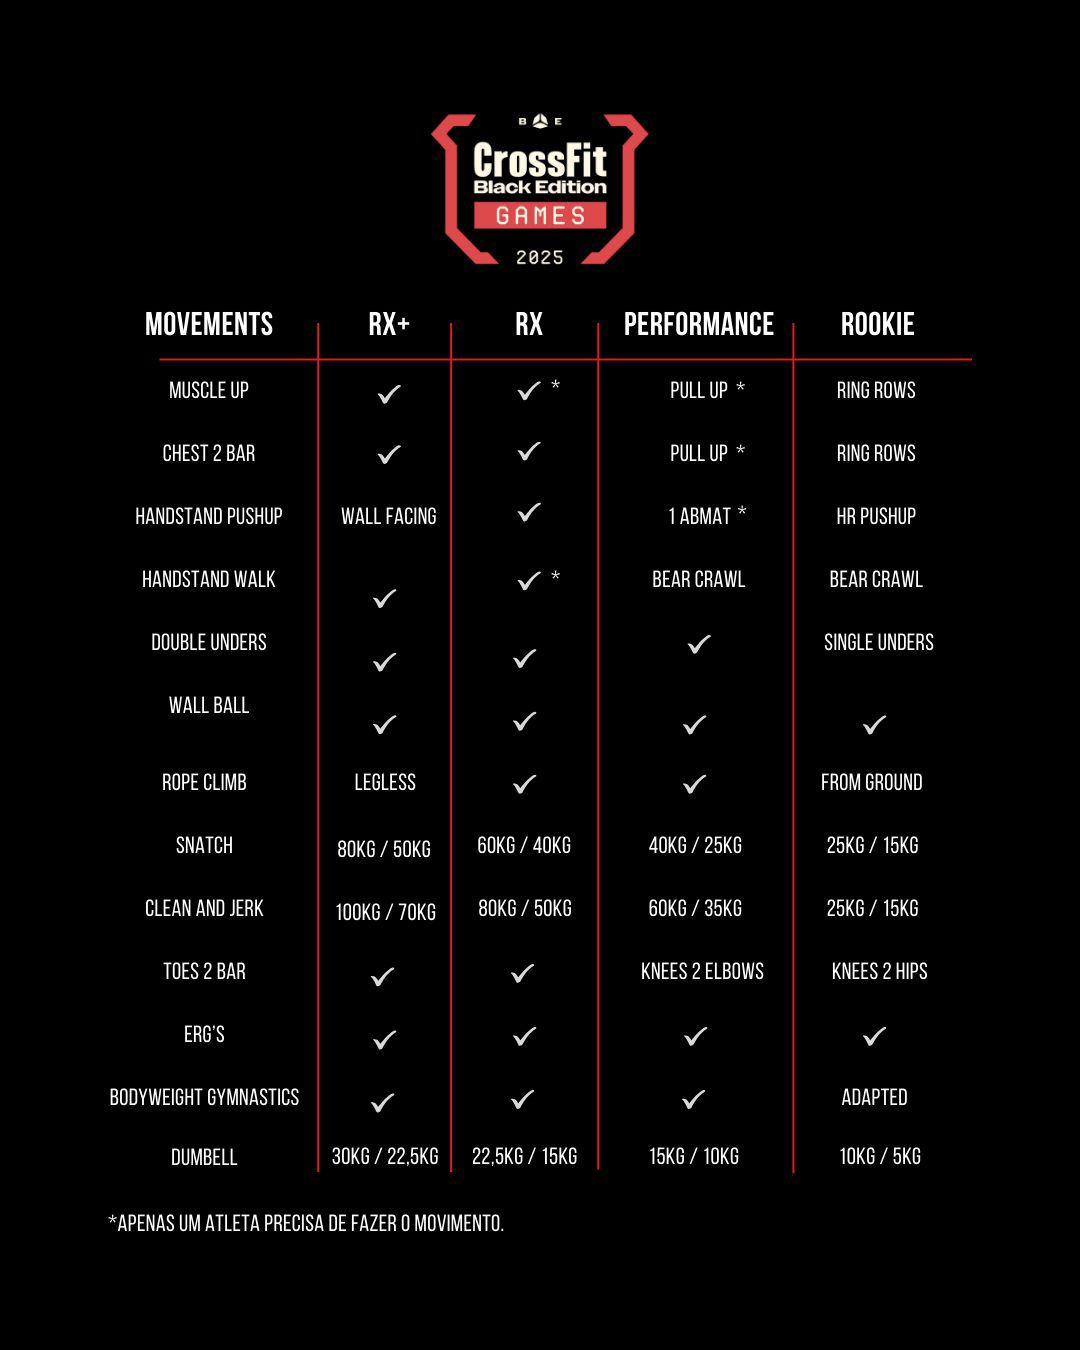 B E
CrossFit
Black Edition
GAMES
2025
MOVEMENTS RX+ RX PERFORMANCE ROOKIE
MUSCLE UP ✓ ✓ * PULL UP * RING ROWS
CHEST 2 BAR ✓ ✓ PULL UP * RING ROWS
HANDSTAND PUSHUP WALL FACING ✓ 1 ABMAT * HR PUSHUP
HANDSTAND WALK ✓ ✓ * BEAR CRAWL BEAR CRAWL
DOUBLE UNDERS ✓ ✓ ✓ SINGLE UNDERS
WALL BALL ✓ ✓ ✓ ✓
ROPE CLIMB LEGLESS ✓ ✓ FROM GROUND
SNATCH 80KG / 50KG 60KG / 40KG 40KG / 25KG 25KG / 15KG
CLEAN AND JERK 100KG / 70KG 80KG / 50KG 60KG / 35KG 25KG / 15KG
TOES 2 BAR ✓ ✓ KNEES 2 ELBOWS KNEES 2 HIPS
ERG'S ✓ ✓ ✓ ✓
BODYWEIGHT GYMNASTICS ✓ ✓ ✓ ADAPTED
DUMBELL 30KG / 22,5KG 22,5KG / 15KG 15KG / 10KG 10KG / 5KG
*APENAS UM ATLETA PRECISA DE FAZER O MOVIMENTO.